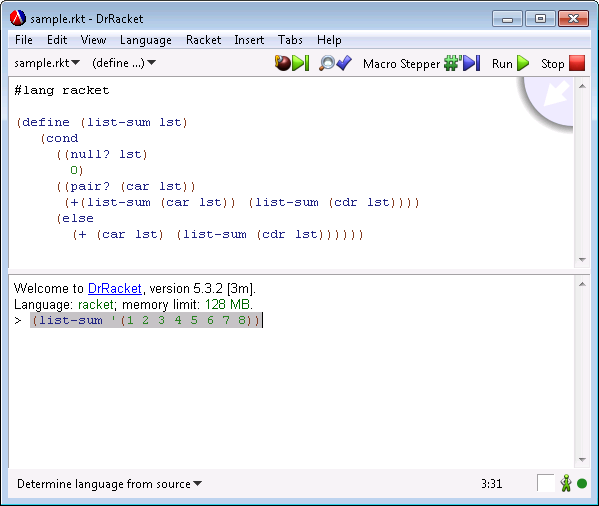 sample.rkt - DrRacket
File Edit View Language Racket Insert Tabs Help
sample.rkt (define ...) Macro Stepper Run Stop
#lang racket
(define (list-sum lst)
(cond
((null? lst)
0)
((pair? (car lst))
(+(list-sum (car lst)) (list-sum (cdr lst))))
(else
(+ (car lst) (list-sum (cdr lst))))))
Welcome to DrRacket, version 5.3.2 [3m].
Language: racket; memory limit: 128 MB.
> (list-sum '(1 2 3 4 5 6 7 8))
Determine language from source 3:31